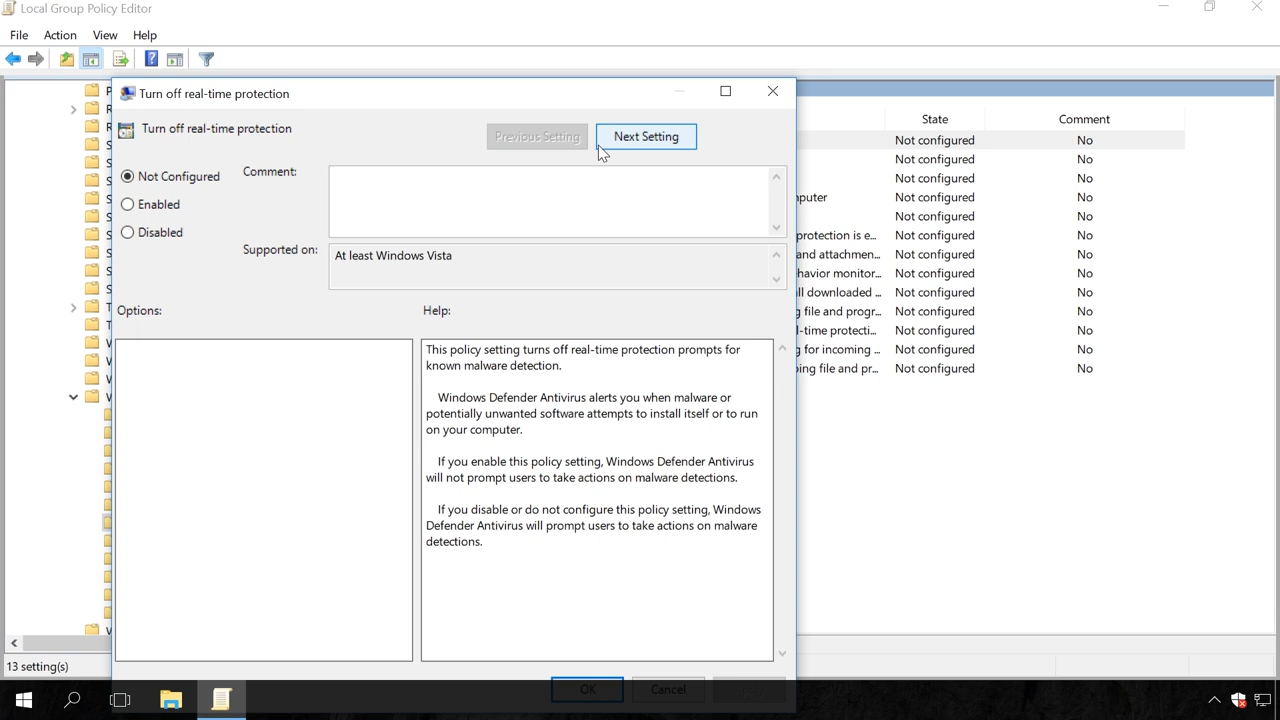 Local Group Policy Editor
File Action View Help
Turn off real-time protection
Turn off real-time protection
Previous Setting Next Setting
Not Configured
Enabled
Disabled
Comment:
Supported on:
At least Windows Vista
Options:
Help:
This policy setting turns off real-time protection prompts for
known malware detection.
Windows Defender Antivirus alerts you when malware or
potentially unwanted software attempts to install itself or to run
on your computer.
If you enable this policy setting, Windows Defender Antivirus
will not prompt users to take actions on malware detections.
If you disable or do not configure this policy setting, Windows
Defender Antivirus will prompt users to take actions on malware
detections.
OK Cancel
State Comment
Not configured No
Not configured No
Not configured No
Not configured No
Not configured No
protection is e... Not configured No
and attachmen... Not configured No
Not configured No
ll downloaded ... Not configured No
file and progr... Not configured No
-time protecti... Not configured No
for incoming ... Not configured No
file and pr... Not configured No
13 setting(s)